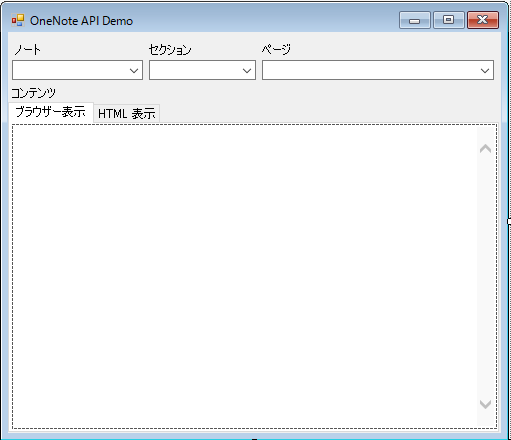 OneNote API Demo
ノート セクション ページ
コンテンツ
ブラウザー表示 HTML 表示